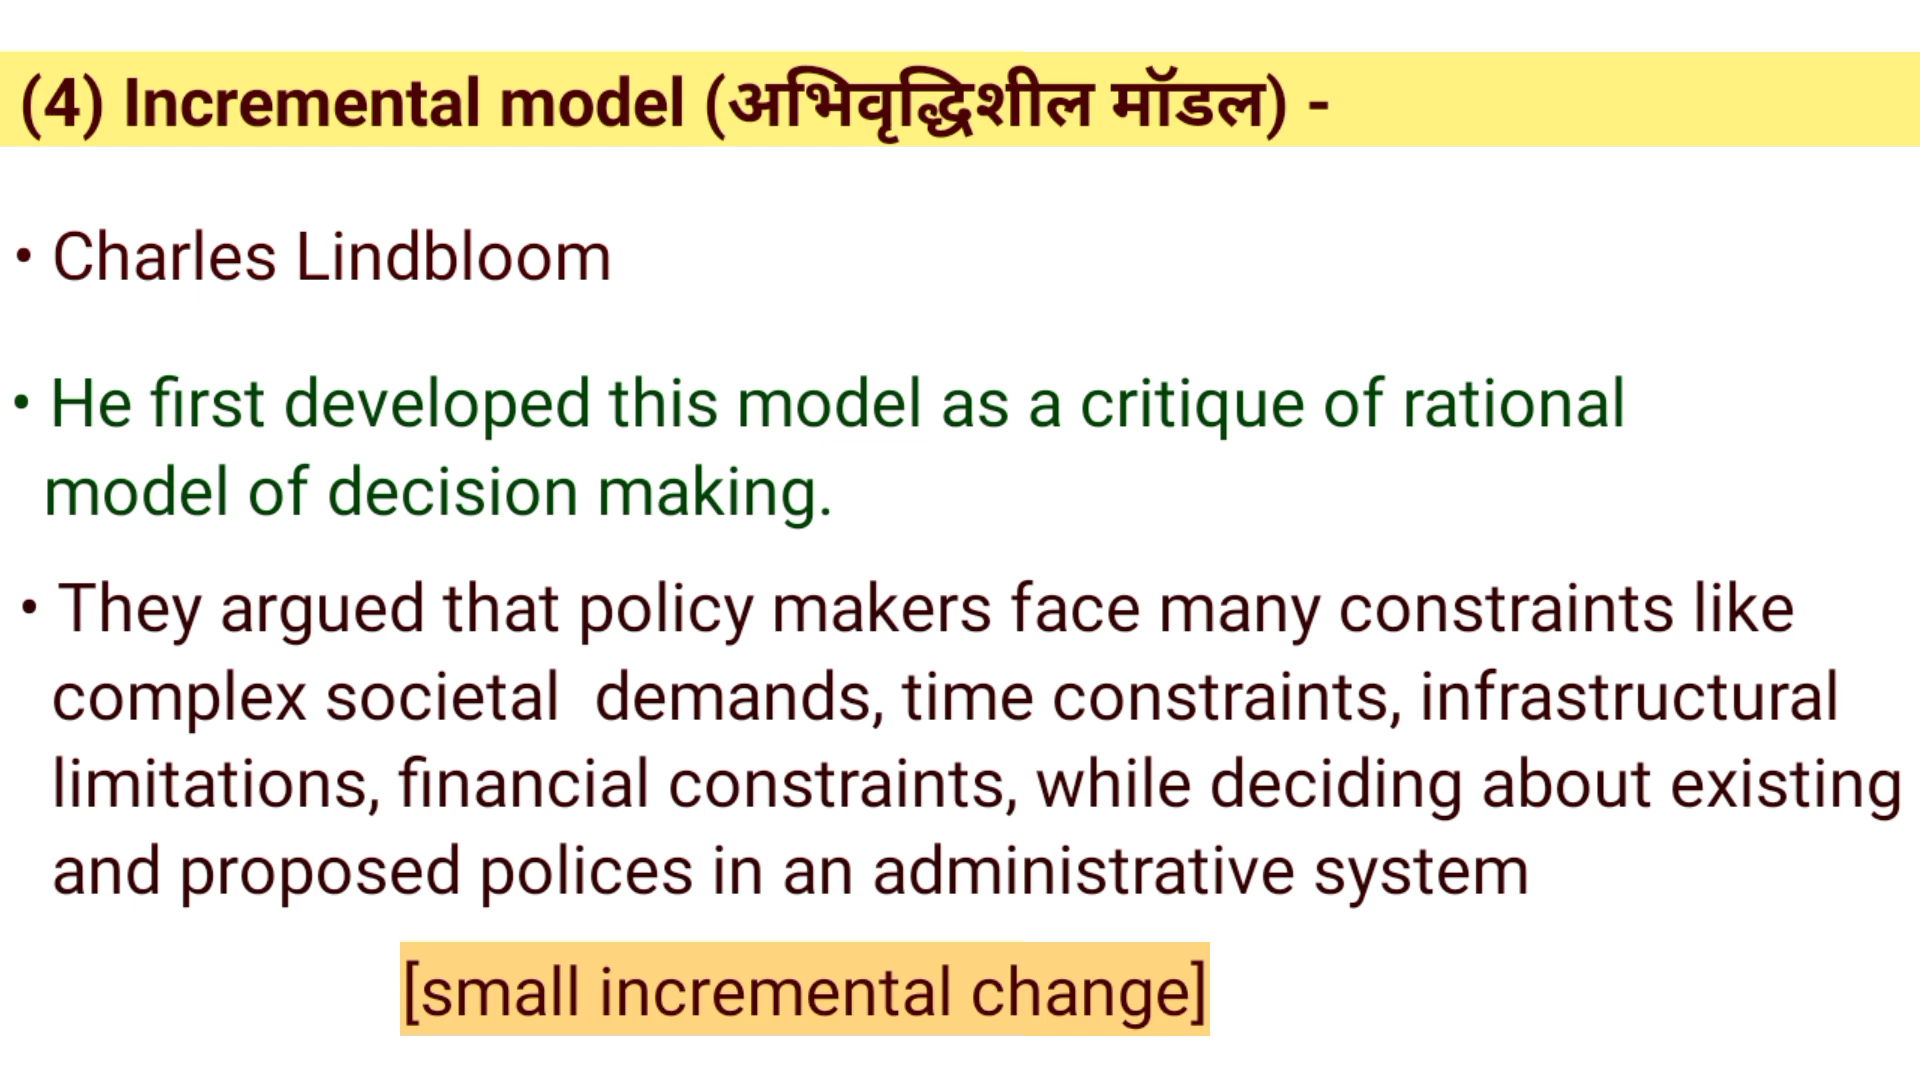 (4) Incremental model (अभिवृद्धिशील मॉडल) -
• Charles Lindbloom
• He first developed this model as a critique of rational
model of decision making.
• They argued that policy makers face many constraints like
complex societal demands, time constraints, infrastructural
limitations, financial constraints, while deciding about existing
and proposed polices in an administrative system
[small incremental change]